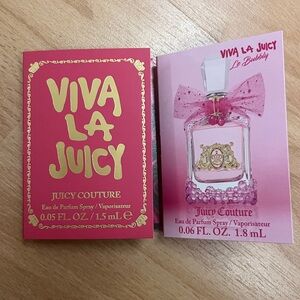 VIVA
LA
JUICY
JUICY COUTURE
Eau de Parfum Spray / Vaporisateur
0.05 FL. OZ. / 1.5 mL ℮
VIVA LA JUICY
Le Bubbly
Juicy Couture
Eau de Parfum Spray / Vaporisateur
0.06 FL. OZ. 1.8 mL